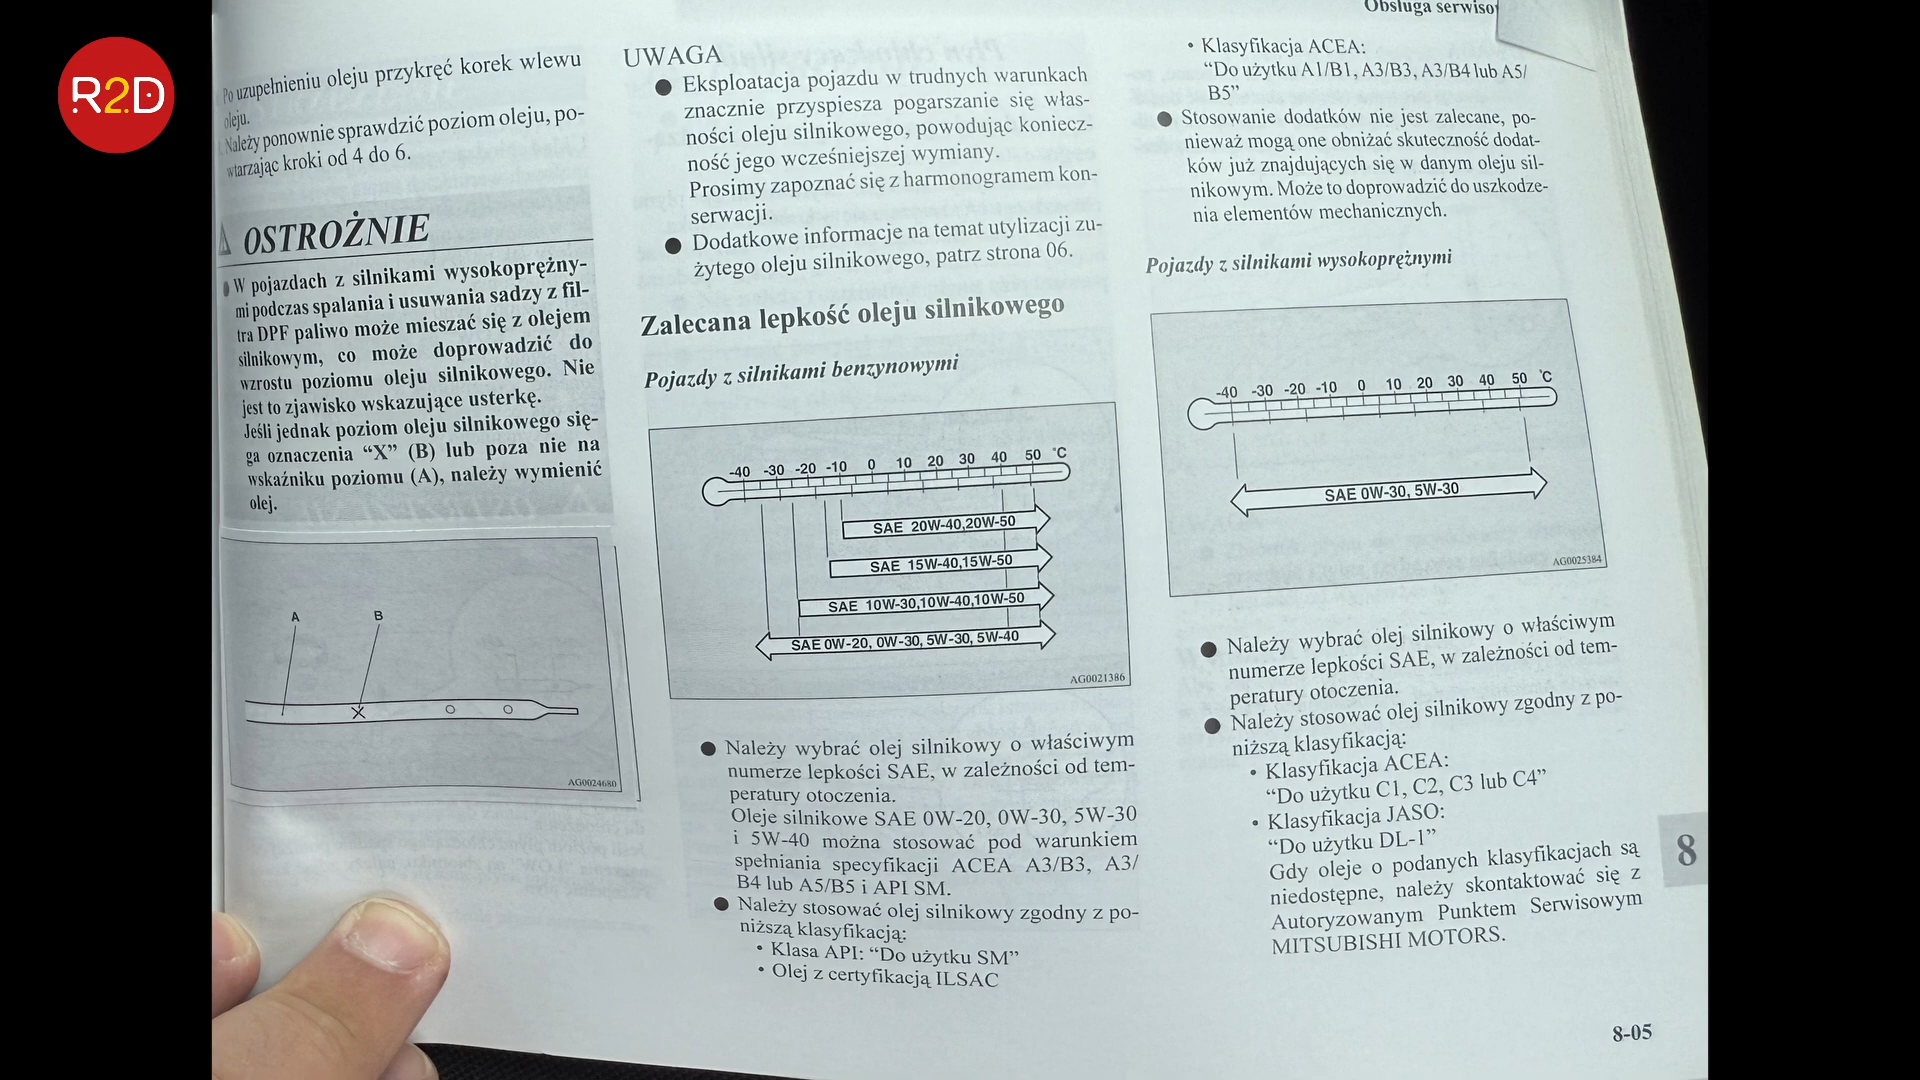 R2D
Obsługa serwiso
Po uzupełnieniu oleju przykręć korek wlewu
oleju.
Należy ponownie sprawdzić poziom oleju, po-
wtarzając kroki od 4 do 6.
OSTROŻNIE
W pojazdach z silnikami wysokoprężny-
mi podczas spalania i usuwania sadzy z fil-
tra DPF paliwo może mieszać się z olejem
silnikowym, co może doprowadzić do
wzrostu poziomu oleju silnikowego. Nie
jest to zjawisko wskazujące usterkę.
Jeśli jednak poziom oleju silnikowego się-
ga oznaczenia “X” (B) lub poza nie na
wskaźniku poziomu (A), należy wymienić
olej.
A B
AG0024680
UWAGA
● Eksploatacja pojazdu w trudnych warunkach
znacznie przyspiesza pogarszanie się włas-
ności oleju silnikowego, powodując koniecz-
ność jego wcześniejszej wymiany.
Prosimy zapoznać się z harmonogramem kon-
serwacji.
● Dodatkowe informacje na temat utylizacji zu-
żytego oleju silnikowego, patrz strona 06.
Zalecana lepkość oleju silnikowego
Pojazdy z silnikami benzynowymi
-40 -30 -20 -10 0 10 20 30 40 50 °C
SAE 20W-40,20W-50
SAE 15W-40,15W-50
SAE 10W-30,10W-40,10W-50
SAE 0W-20, 0W-30, 5W-30, 5W-40
AG0021386
● Należy wybrać olej silnikowy o właściwym
numerze lepkości SAE, w zależności od tem-
peratury otoczenia.
Oleje silnikowe SAE 0W-20, 0W-30, 5W-30
i 5W-40 można stosować pod warunkiem
spełniania specyfikacji ACEA A3/B3, A3/
B4 lub A5/B5 i API SM.
● Należy stosować olej silnikowy zgodny z po-
niższą klasyfikacją:
• Klasa API: “Do użytku SM”
• Olej z certyfikacją ILSAC
• Klasyfikacja ACEA:
“Do użytku A1/B1, A3/B3, A3/B4 lub A5/
B5”
● Stosowanie dodatków nie jest zalecane, po-
nieważ mogą one obniżać skuteczność dodat-
ków już znajdujących się w danym oleju sil-
nikowym. Może to doprowadzić do uszkodze-
nia elementów mechanicznych.
Pojazdy z silnikami wysokoprężnymi
-40 -30 -20 -10 0 10 20 30 40 50 °C
SAE 0W-30, 5W-30
AG0025384
● Należy wybrać olej silnikowy o właściwym
numerze lepkości SAE, w zależności od tem-
peratury otoczenia.
● Należy stosować olej silnikowy zgodny z po-
niższą klasyfikacją:
• Klasyfikacja ACEA:
“Do użytku C1, C2, C3 lub C4”
• Klasyfikacja JASO:
“Do użytku DL-1”
Gdy oleje o podanych klasyfikacjach są
niedostępne, należy skontaktować się z
Autoryzowanym Punktem Serwisowym
MITSUBISHI MOTORS.
8
8-05